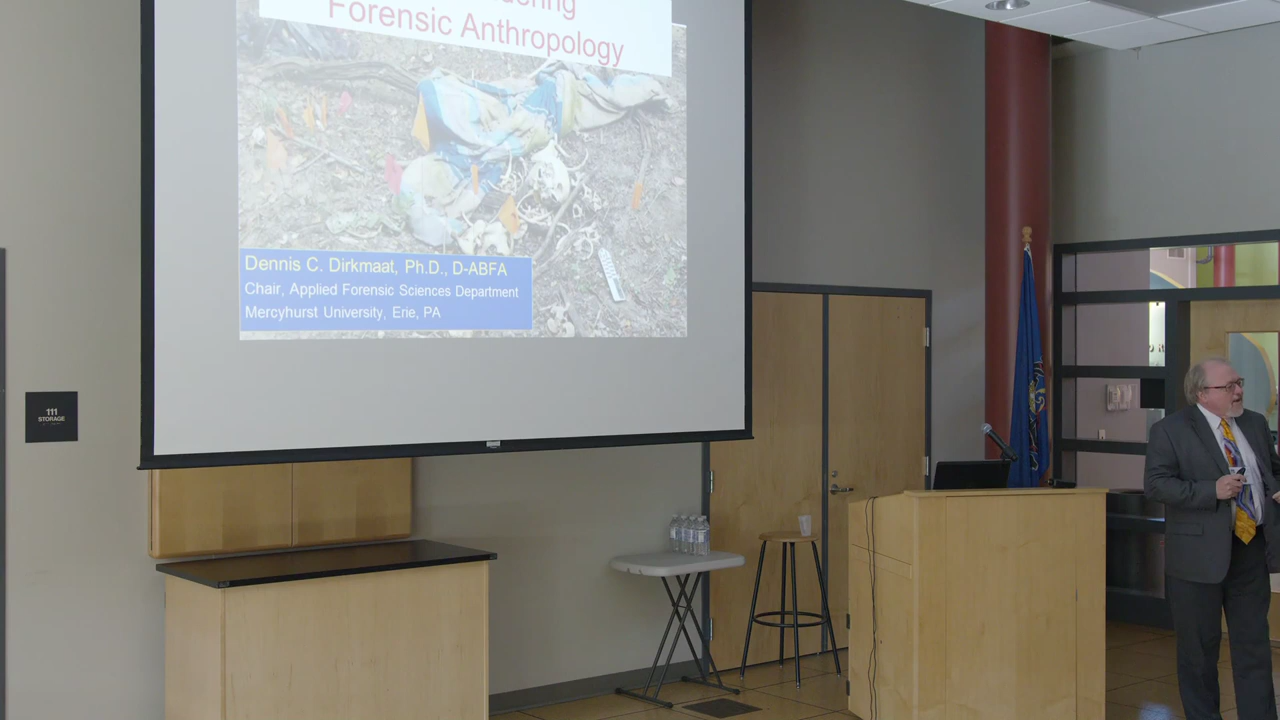 Forensic Anthropology
Dennis C. Dirkmaat, Ph.D., D-ABFA
Chair, Applied Forensic Sciences Department
Mercyhurst University, Erie, PA
111
STORAGE